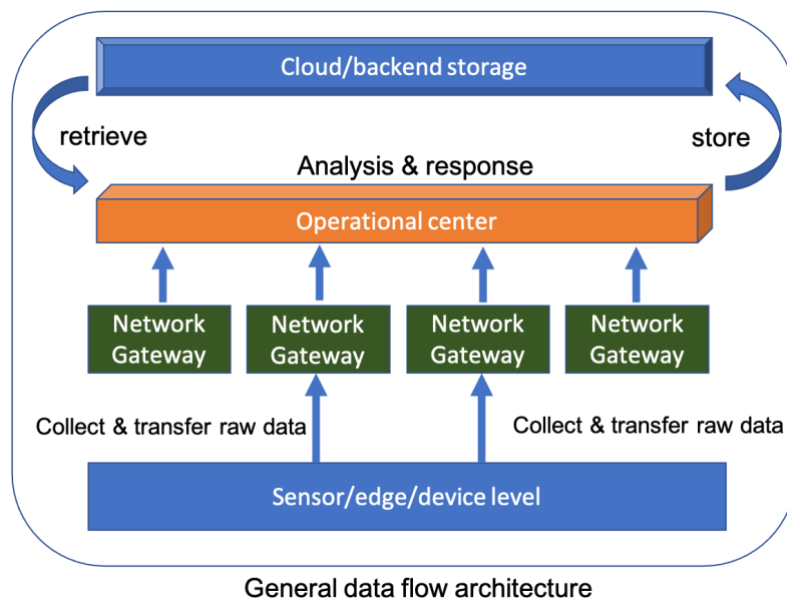 Cloud/backend storage
retrieve
store
Analysis & response
Operational center
Network
Gateway
Network
Gateway
Network
Gateway
Network
Gateway
Collect & transfer raw data
Collect & transfer raw data
Sensor/edge/device level
General data flow architecture